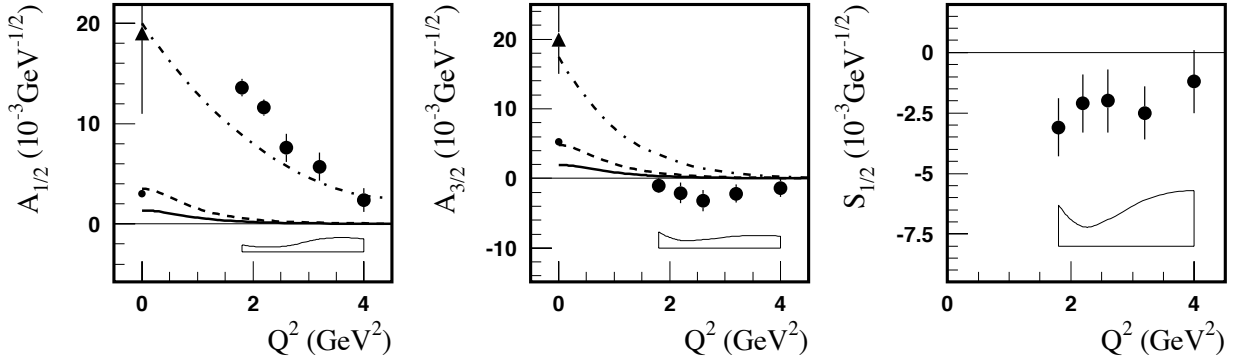 A1/2 (10-3GeV-1/2)
20
10
0
0 2 4
Q2 (GeV2)
A3/2 (10-3GeV-1/2)
20
10
0
-10
0 2 4
Q2 (GeV2)
S1/2 (10-3GeV-1/2)
0
-2.5
-5
-7.5
0 2 4
Q2 (GeV2)